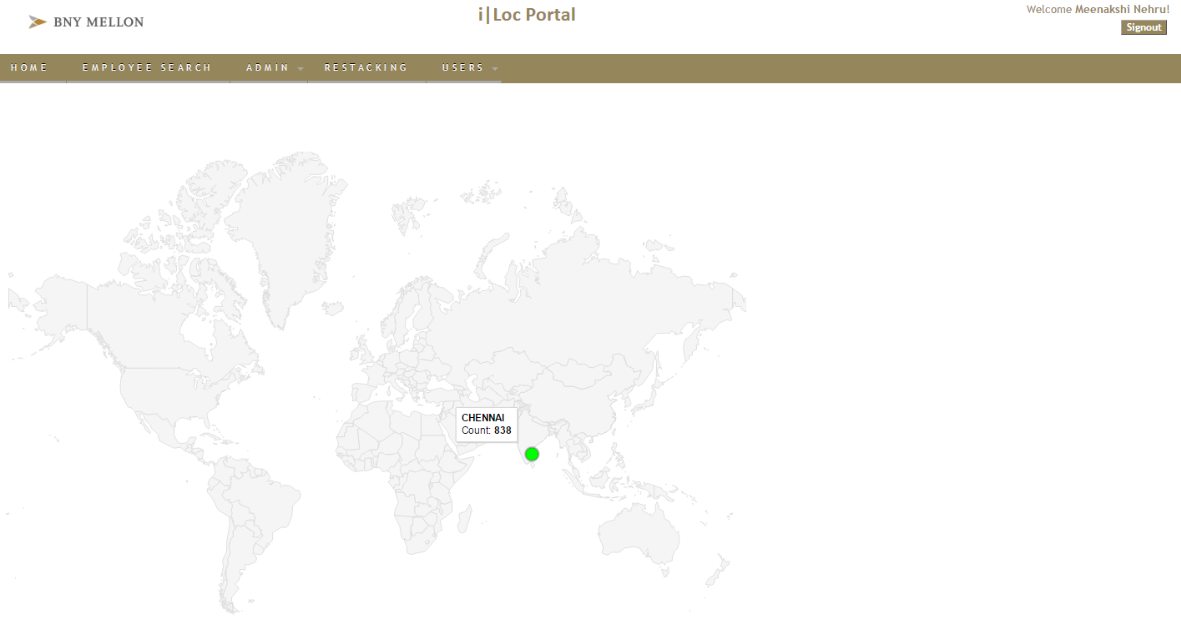 BNY MELLON
i|Loc Portal
Welcome Meenakshi Nehru!
Signout
HOME EMPLOYEE SEARCH ADMIN RESTACKING USERS
CHENNAI
Count: 838